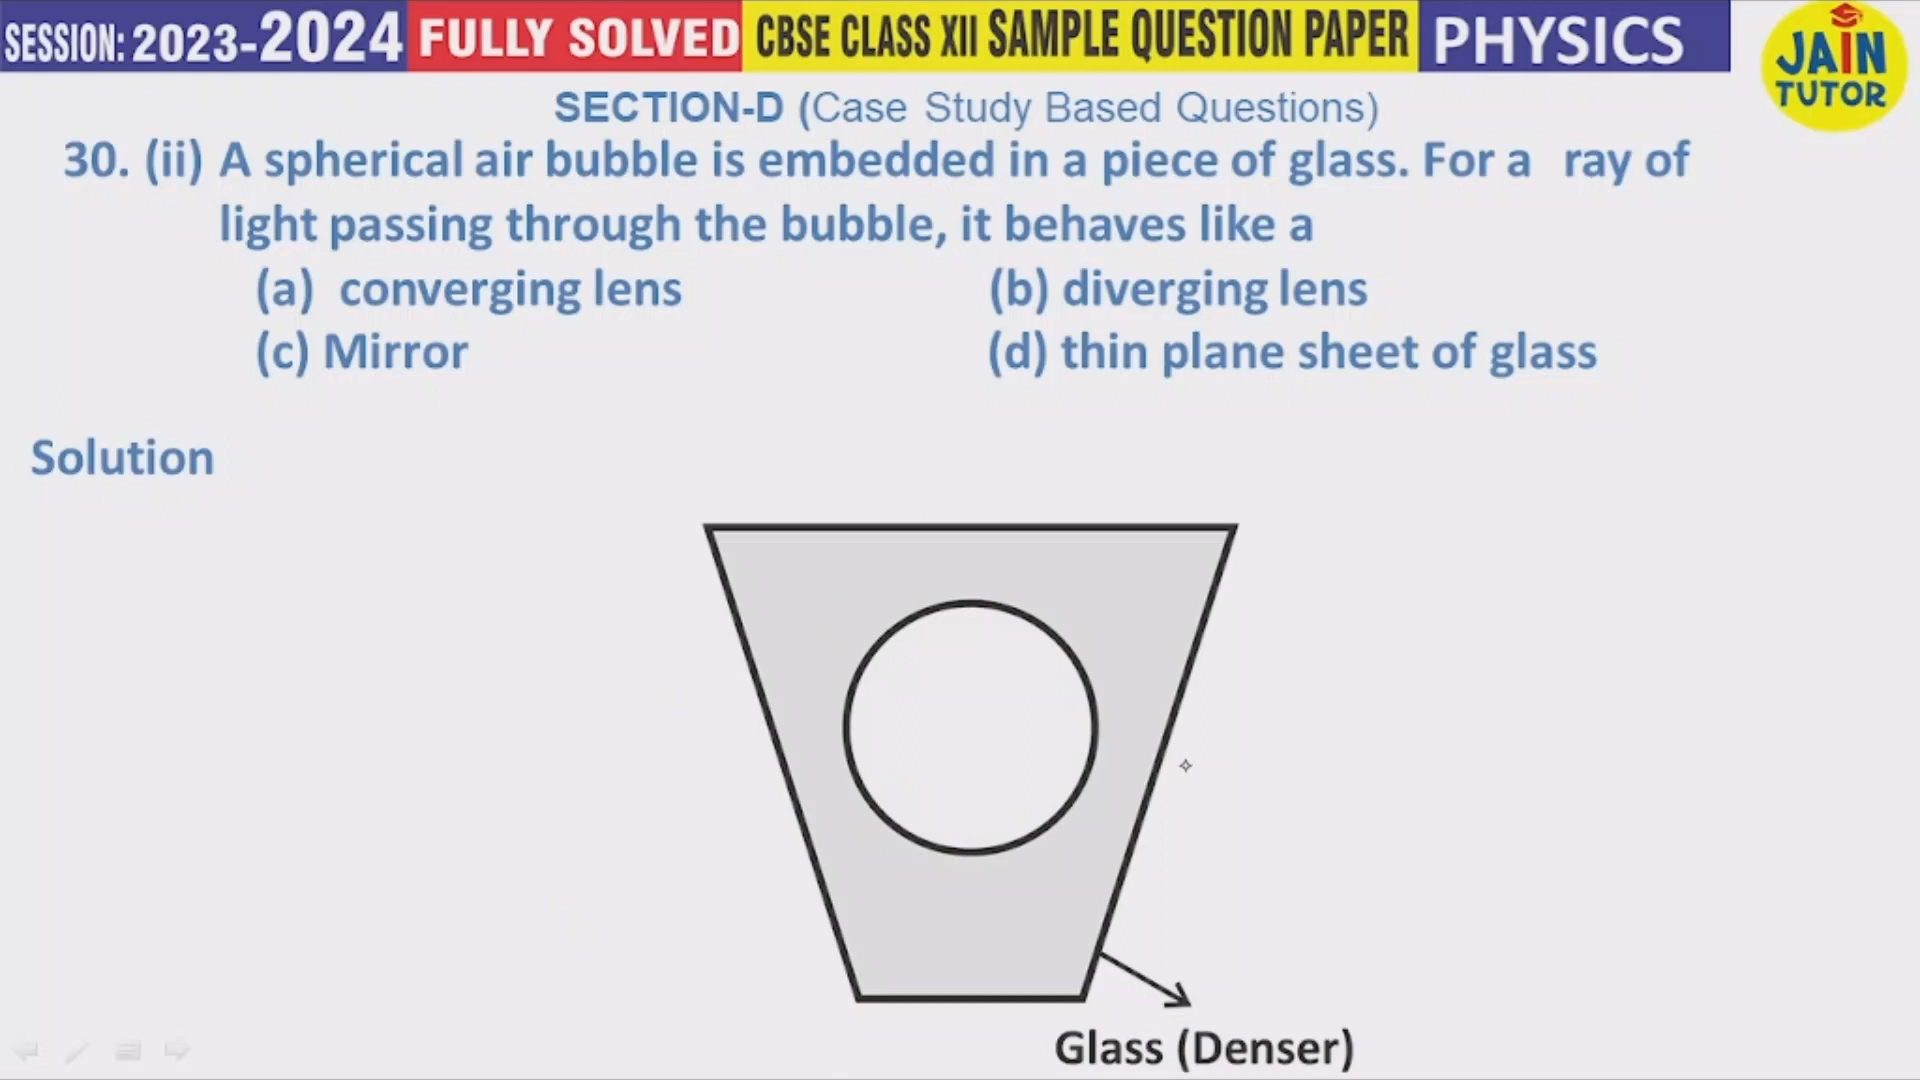 SESSION: 2023-2024 FULLY SOLVED CBSE CLASS XII SAMPLE QUESTION PAPER PHYSICS
JAIN
TUTOR
SECTION-D (Case Study Based Questions)
30. (ii) A spherical air bubble is embedded in a piece of glass. For a ray of
light passing through the bubble, it behaves like a
(a) converging lens (b) diverging lens
(c) Mirror (d) thin plane sheet of glass
Solution
Glass (Denser)